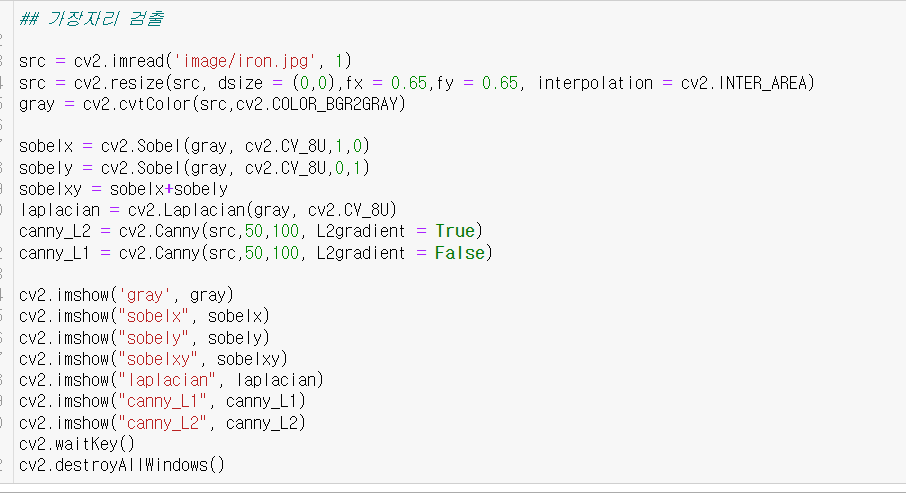 ## 가장자리 검출
src = cv2.imread('image/iron.jpg', 1)
src = cv2.resize(src, dsize = (0,0),fx = 0.65,fy = 0.65, interpolation = cv2.INTER_AREA)
gray = cv2.cvtColor(src,cv2.COLOR_BGR2GRAY)
sobelx = cv2.Sobel(gray, cv2.CV_8U,1,0)
sobely = cv2.Sobel(gray, cv2.CV_8U,0,1)
sobelxy = sobelx+sobely
laplacian = cv2.Laplacian(gray, cv2.CV_8U)
canny_L2 = cv2.Canny(src,50,100, L2gradient = True)
canny_L1 = cv2.Canny(src,50,100, L2gradient = False)
cv2.imshow('gray', gray)
cv2.imshow("sobelx", sobelx)
cv2.imshow("sobely", sobely)
cv2.imshow("sobelxy", sobelxy)
cv2.imshow("laplacian", laplacian)
cv2.imshow("canny_L1", canny_L1)
cv2.imshow("canny_L2", canny_L2)
cv2.waitKey()
cv2.destroyAllWindows()